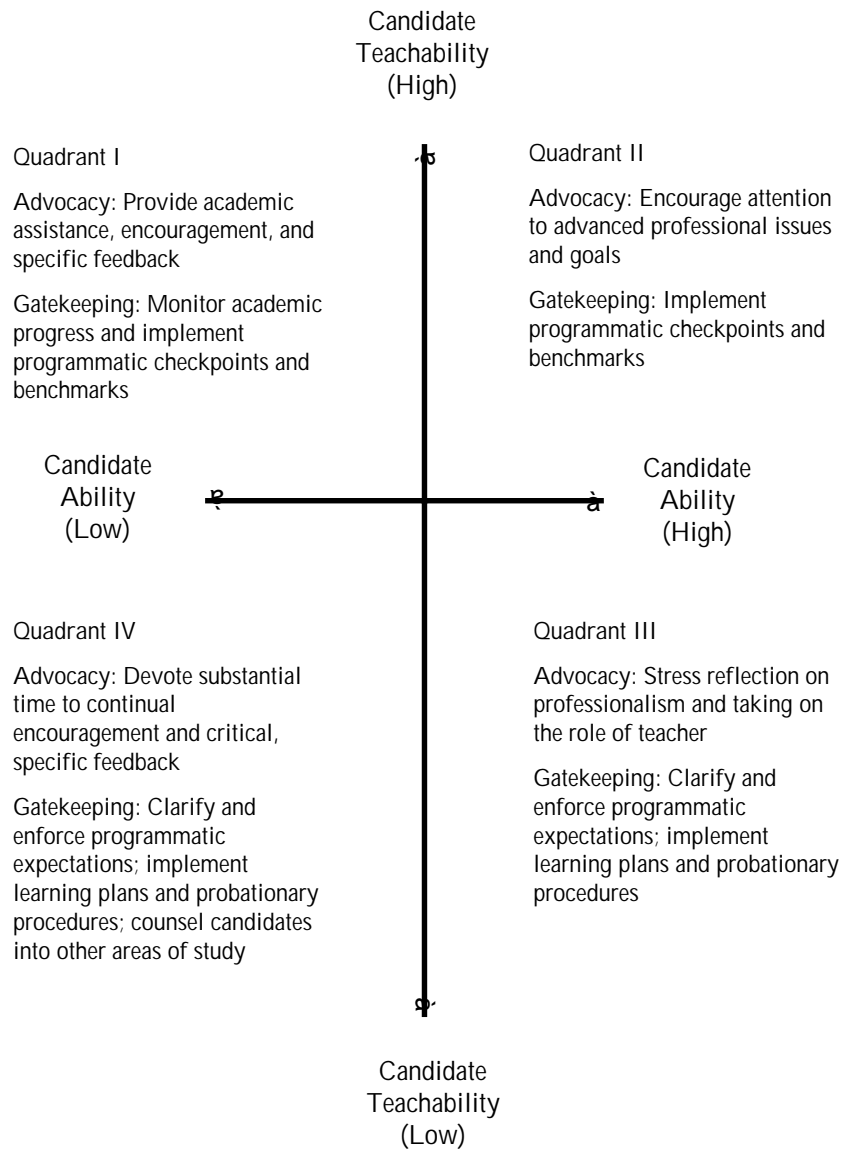 Candidate
Teachability
(High)
Quadrant I
Advocacy: Provide academic
assistance, encouragement, and
specific feedback
Gatekeeping: Monitor academic
progress and implement
programmatic checkpoints and
benchmarks
Quadrant II
Advocacy: Encourage attention
to advanced professional issues
and goals
Gatekeeping: Implement
programmatic checkpoints and
benchmarks
à
Candidate
Ability
(Low)
à
à
Candidate
Ability
(High)
Quadrant IV
Advocacy: Devote substantial
time to continual
encouragement and critical,
specific feedback
Gatekeeping: Clarify and
enforce programmatic
expectations; implement
learning plans and probationary
procedures; counsel candidates
into other areas of study
Quadrant III
Advocacy: Stress reflection on
professionalism and taking on
the role of teacher
Gatekeeping: Clarify and
enforce programmatic
expectations; implement
learning plans and probationary
procedures
à
Candidate
Teachability
(Low)